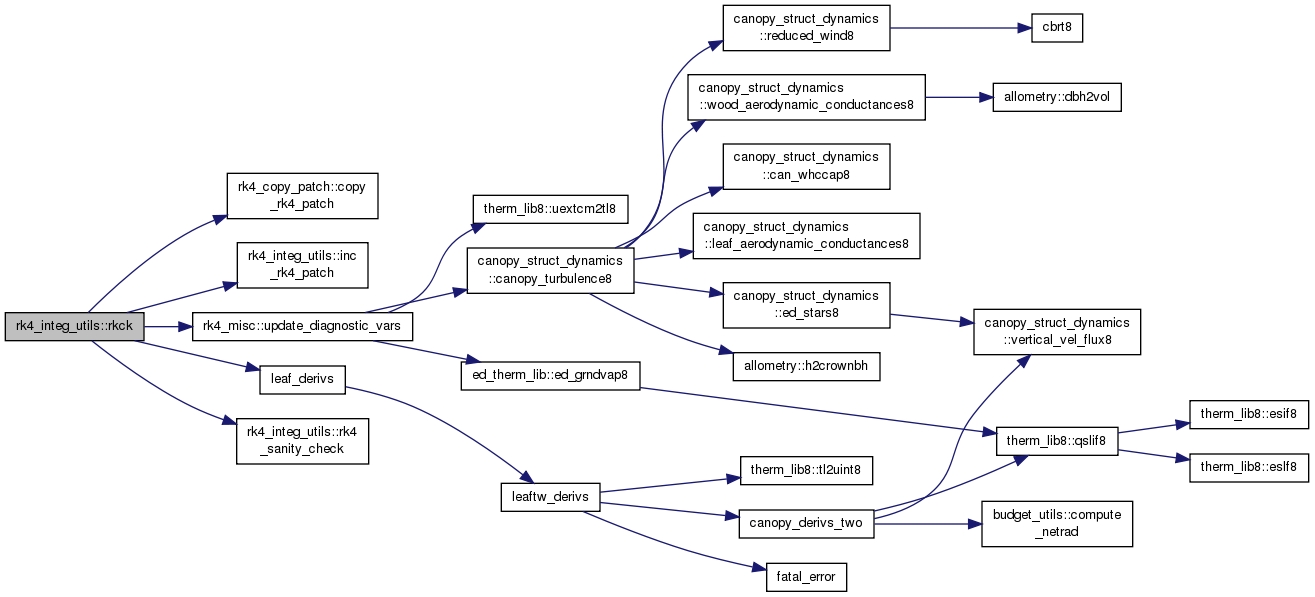 canopy_struct_dynamics
::reduced_wind8
cbrt8
canopy_struct_dynamics
::wood_aerodynamic_conductances8
allometry::dbh2vol
canopy_struct_dynamics
::can_whccap8
rk4_copy_patch::copy
_rk4_patch
therm_lib8::uextcm2tl8
canopy_struct_dynamics
::leaf_aerodynamic_conductances8
rk4_integ_utils::inc
_rk4_patch
canopy_struct_dynamics
::canopy_turbulence8
canopy_struct_dynamics
::ed_stars8
rk4_integ_utils::rkck
rk4_misc::update_diagnostic_vars
canopy_struct_dynamics
::vertical_vel_flux8
allometry::h2crownbh
leaf_derivs
ed_therm_lib::ed_grndvap8
rk4_integ_utils::rk4
_sanity_check
therm_lib8::esif8
therm_lib8::qslif8
therm_lib8::eslf8
therm_lib8::tl2uint8
leaftw_derivs
canopy_derivs_two
budget_utils::compute
_netrad
fatal_error